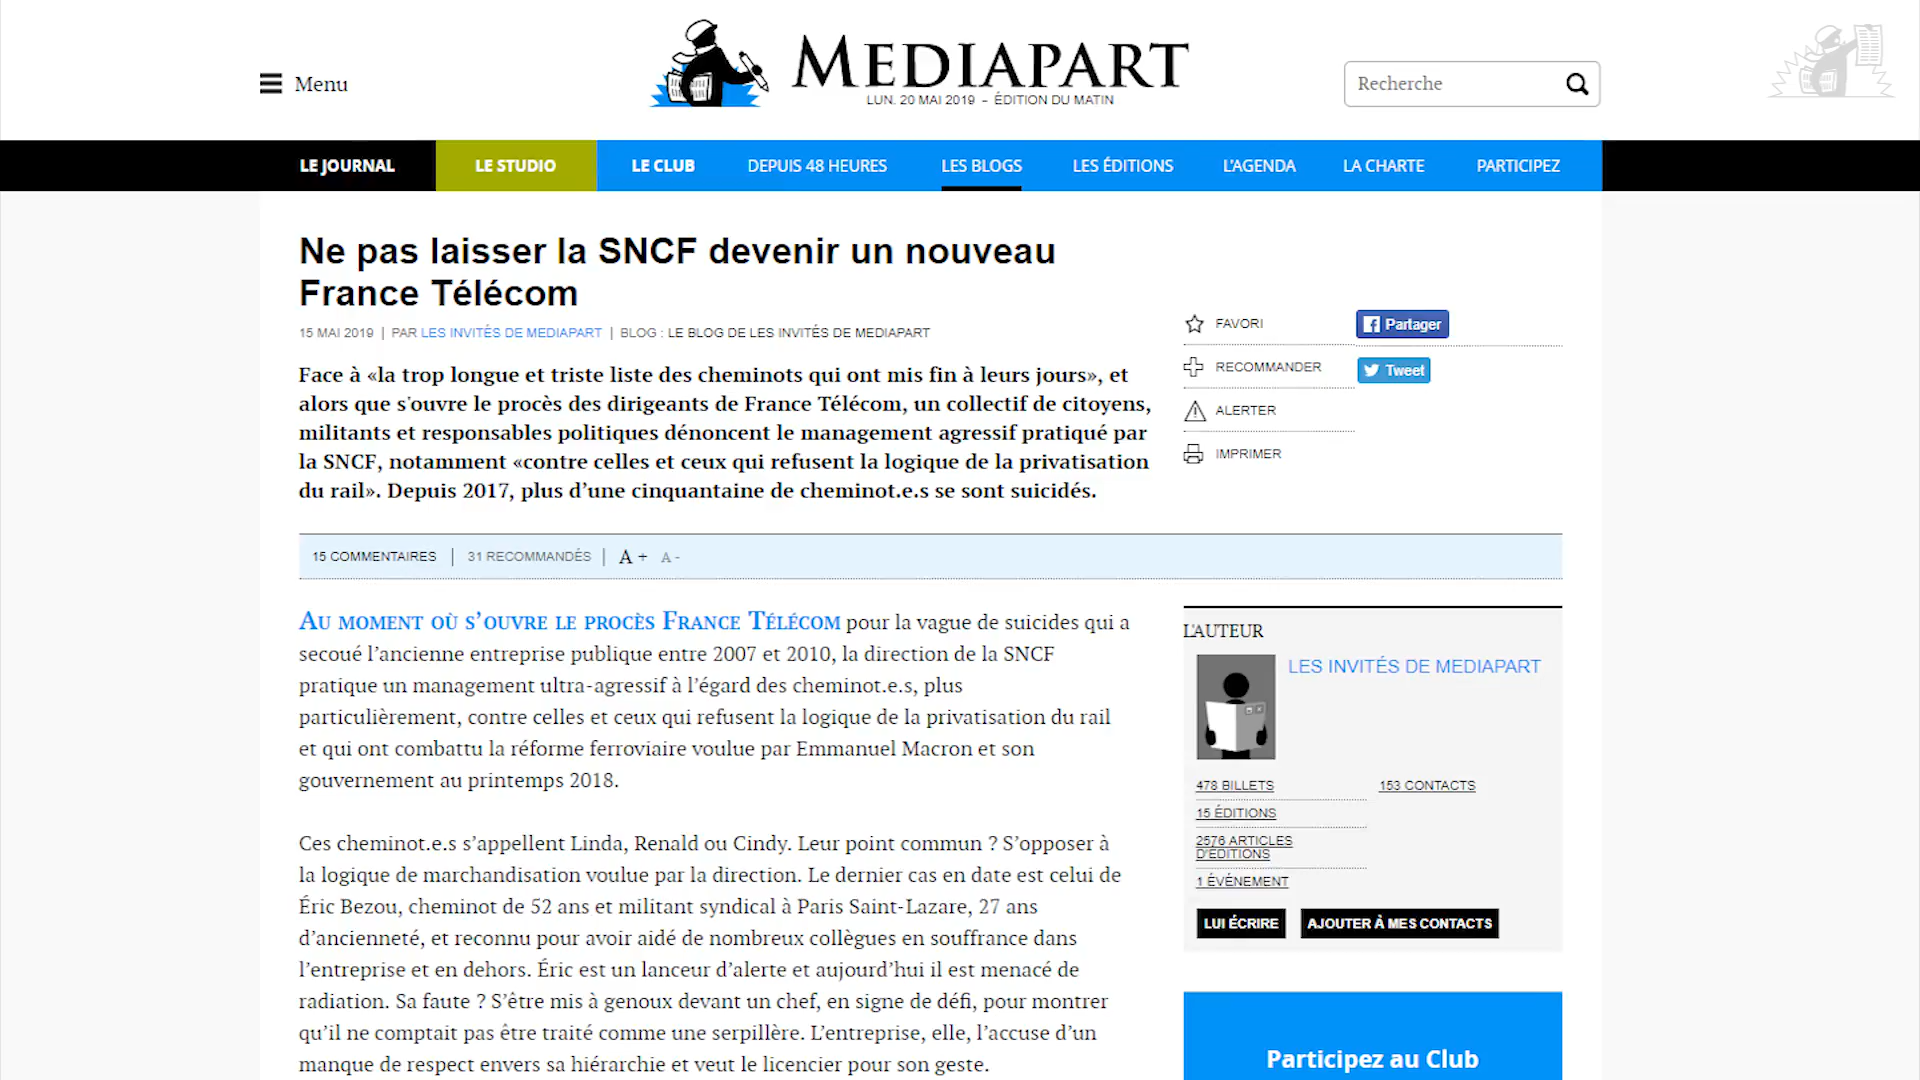 Menu
MEDIAPART
LUN. 20 MAI 2019 - ÉDITION DU MATIN
Recherche
LE JOURNAL
LE STUDIO
LE CLUB
DEPUIS 48 HEURES
LES BLOGS
LES ÉDITIONS
L'AGENDA
LA CHARTE
PARTICIPEZ
Ne pas laisser la SNCF devenir un nouveau
France Télécom
15 MAI 2019 | PAR LES INVITÉS DE MEDIAPART | BLOG : LE BLOG DE LES INVITÉS DE MEDIAPART
Face à «la trop longue et triste liste des cheminots qui ont mis fin à leurs jours», et
alors que s'ouvre le procès des dirigeants de France Télécom, un collectif de citoyens,
militants et responsables politiques dénoncent le management agressif pratiqué par
la SNCF, notamment «contre celles et ceux qui refusent la logique de la privatisation
du rail». Depuis 2017, plus d’une cinquantaine de cheminot.e.s se sont suicidés.
FAVORI
Partager
RECOMMANDER
Tweet
ALERTER
IMPRIMER
15 COMMENTAIRES | 31 RECOMMANDÉS | A + A -
AU MOMENT OÙ S’OUVRE LE PROCÈS FRANCE TÉLÉCOM pour la vague de suicides qui a
secoué l’ancienne entreprise publique entre 2007 et 2010, la direction de la SNCF
pratique un management ultra-agressif à l’égard des cheminot.e.s, plus
particulièrement, contre celles et ceux qui refusent la logique de la privatisation du rail
et qui ont combattu la réforme ferroviaire voulue par Emmanuel Macron et son
gouvernement au printemps 2018.
Ces cheminot.e.s s’appellent Linda, Renald ou Cindy. Leur point commun ? S’opposer à
la logique de marchandisation voulue par la direction. Le dernier cas en date est celui de
Éric Bezou, cheminot de 52 ans et militant syndical à Paris Saint-Lazare, 27 ans
d’ancienneté, et reconnu pour avoir aidé de nombreux collègues en souffrance dans
l’entreprise et en dehors. Éric est un lanceur d’alerte et aujourd’hui il est menacé de
radiation. Sa faute ? S’être mis à genoux devant un chef, en signe de défi, pour montrer
qu’il ne comptait pas être traité comme une serpillère. L’entreprise, elle, l’accuse d’un
manque de respect envers sa hiérarchie et veut le licencier pour son geste.
L'AUTEUR
LES INVITÉS DE MEDIAPART
478 BILLETS
153 CONTACTS
15 ÉDITIONS
2576 ARTICLES
D'ÉDITIONS
1 ÉVÉNEMENT
LUI ÉCRIRE
AJOUTER À MES CONTACTS
Participez au Club